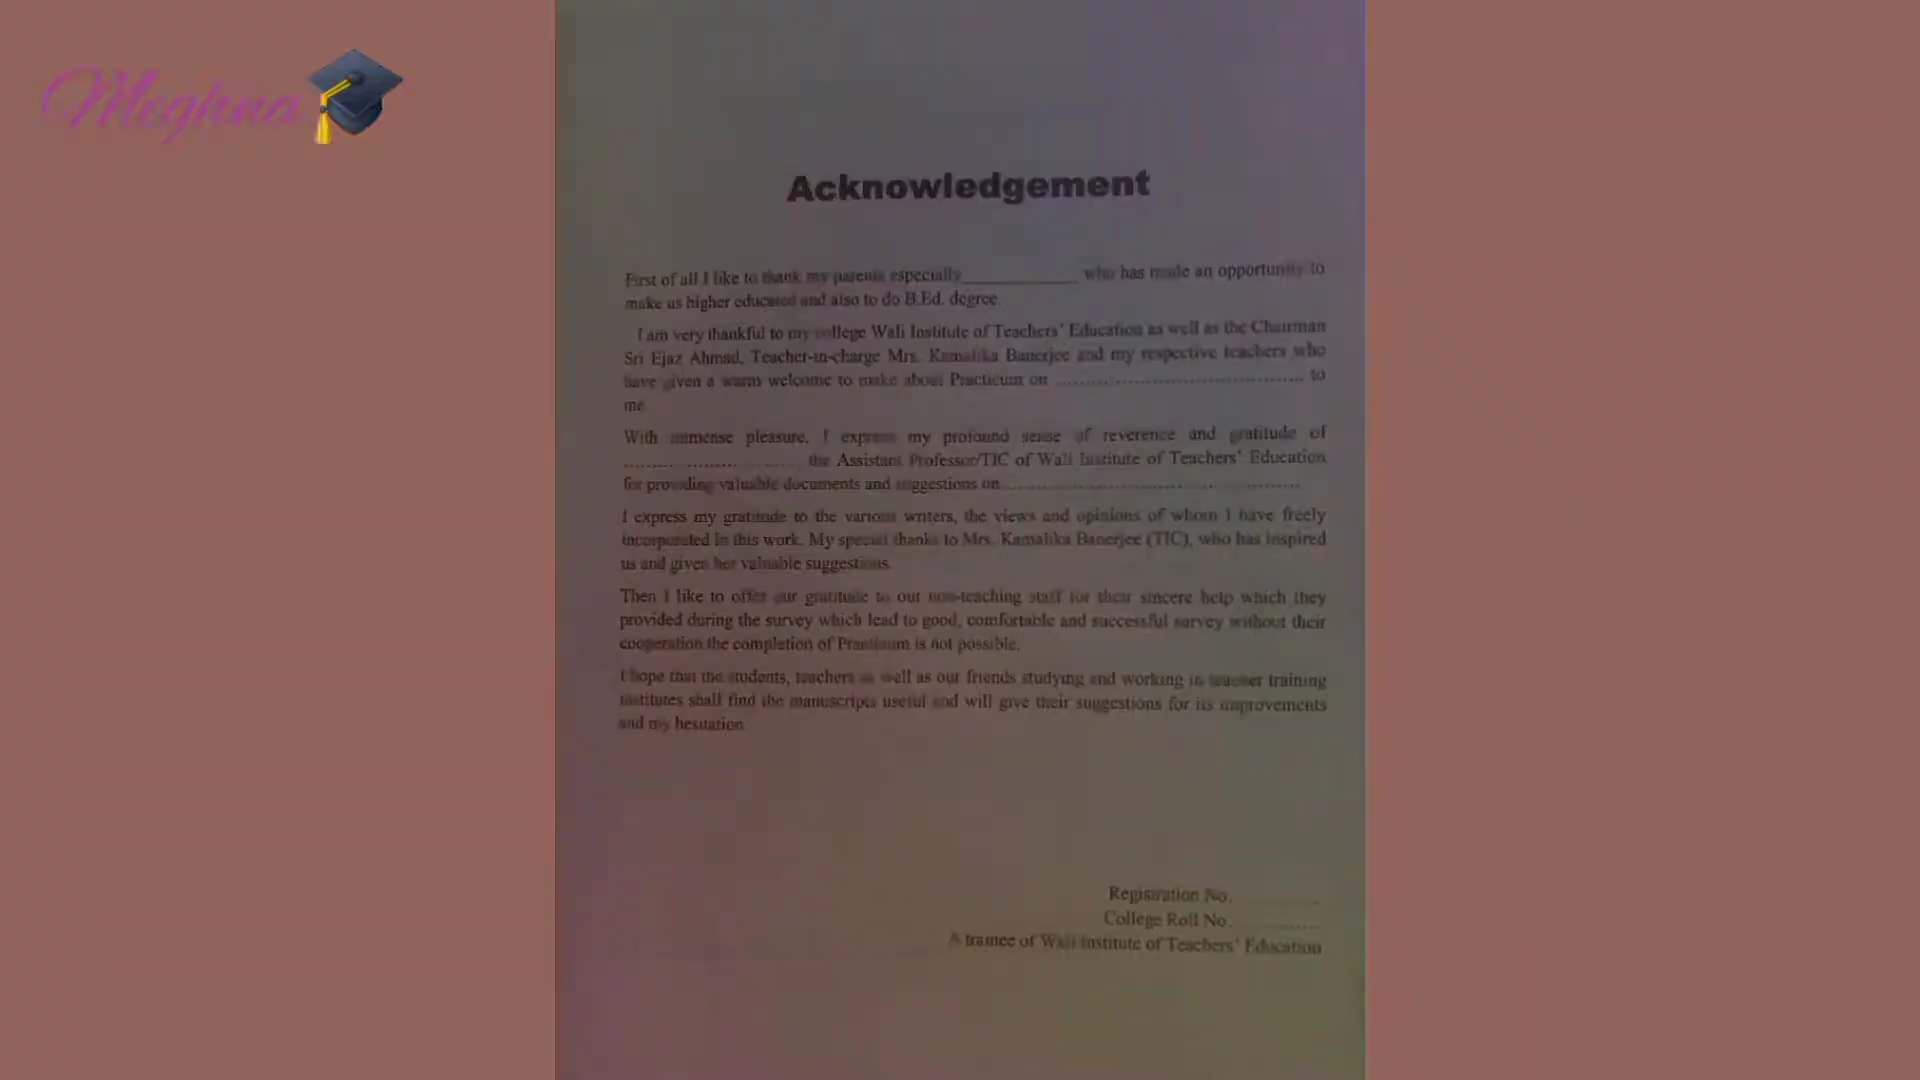 Meghna
Acknowledgement
First of all I like to thank my parents especially____________ who has made an opportunity to
make us higher educated and also to do B.Ed. degree.
I am very thankful to my college Wali Institute of Teachers' Education as well as the Chairman
Sri Ejaz Ahmad, Teacher-in-charge Mrs. Kamalika Banerjee and my respective teachers who
have given a warm welcome to make about Practicum on ........................................ to
me.
With immense pleasure, I express my profound sense of reverence and gratitude of
.............................. the Assistant Professor/TIC of Wali Institute of Teachers' Education
for providing valuable documents and suggestions on..................................................
I express my gratitude to the various writers, the views and opinions of whom I have freely
incorporated in this work. My special thanks to Mrs. Kamalika Banerjee (TIC), who has inspired
us and given her valuable suggestions.
Then I like to offer our gratitude to our non-teaching staff for their sincere help which they
provided during the survey which lead to good, comfortable and successful survey without their
cooperation the completion of Practicum is not possible.
I hope that the students, teachers as well as our friends studying and working in teacher training
institutes shall find the manuscripts useful and will give their suggestions for its improvements
and my hesitation.
Registration No. ..............
College Roll No. ..............
A trainee of Wali Institute of Teachers' Education